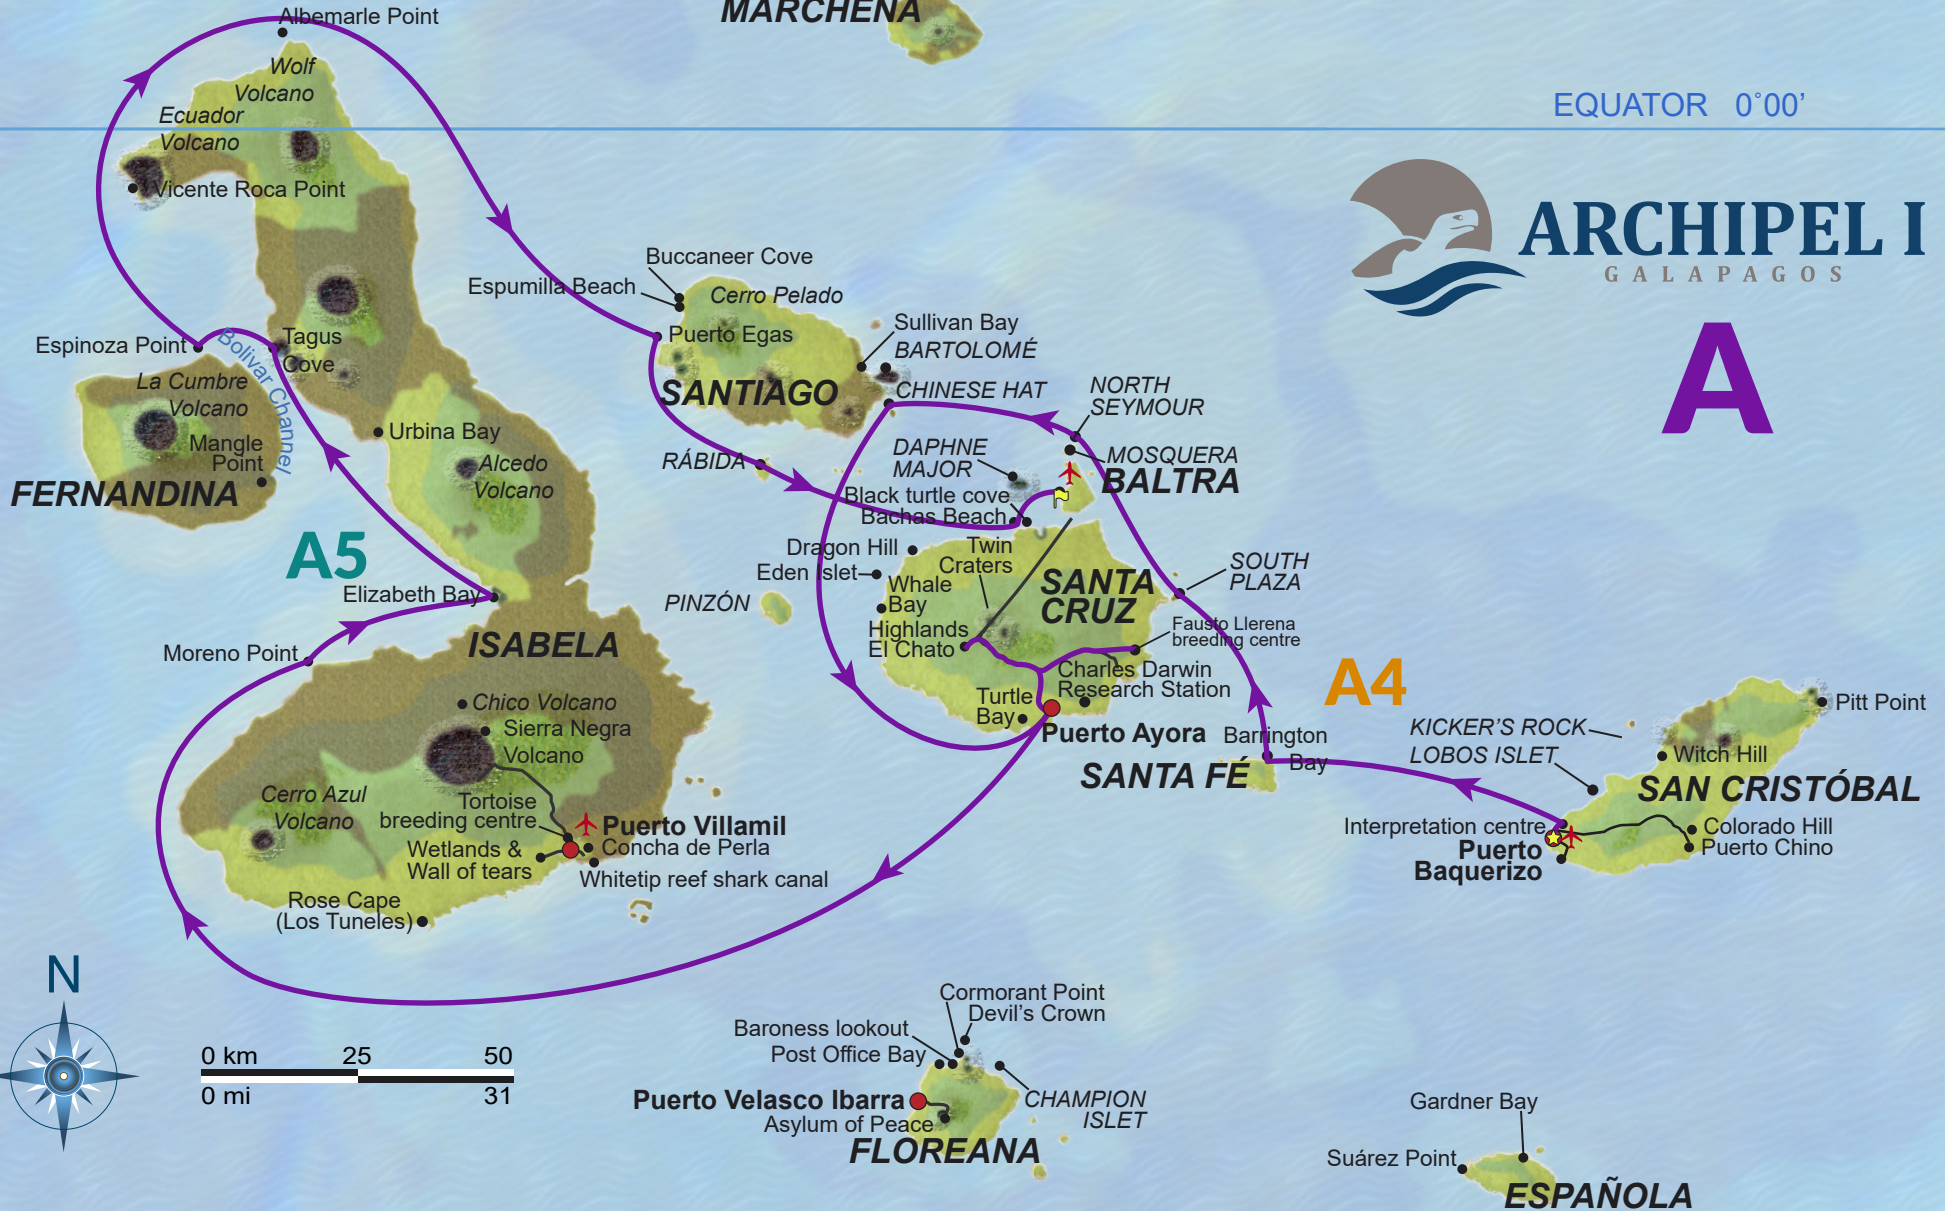 MARCHENA
Albemarle Point
Wolf
Volcano
Ecuador
Volcano
Vicente Roca Point
EQUATOR 0°00'
ARCHIPEL I
GALAPAGOS
A
Buccaneer Cove
Espumilla Beach
Cerro Pelado
Puerto Egas
SANTIAGO
Sullivan Bay
BARTOLOMÉ
CHINESE HAT
NORTH
SEYMOUR
Espinoza Point
Bolivar Channel
Tagus
Cove
La Cumbre
Volcano
Mangle
Point
FERNANDINA
Urbina Bay
Alcedo
Volcano
RÁBIDA
DAPHNE
MAJOR
MOSQUERA
BALTRA
Black turtle cove
Bachas Beach
A5
Elizabeth Bay
Dragon Hill
Eden Islet
Twin
Craters
Whale
Bay
SANTA
CRUZ
SOUTH
PLAZA
PINZÓN
Highlands
El Chato
Fausto Llerena
breeding centre
Charles Darwin
Research Station
Turtle
Bay
Puerto Ayora
Moreno Point
ISABELA
Chico Volcano
Sierra Negra
Volcano
Cerro Azul
Volcano
Tortoise
breeding centre
Puerto Villamil
Concha de Perla
Wetlands &
Wall of tears
Whitetip reef shark canal
Rose Cape
(Los Tuneles)
A4
Barrington
Bay
SANTA FÉ
KICKER'S ROCK
LOBOS ISLET
Pitt Point
Witch Hill
SAN CRISTÓBAL
Interpretation centre
Puerto
Baquerizo
Colorado Hill
Puerto Chino
N
0 km 25 50
0 mi 31
Cormorant Point
Devil's Crown
Baroness lookout
Post Office Bay
Puerto Velasco Ibarra
Asylum of Peace
CHAMPION
ISLET
FLOREANA
Gardner Bay
Suárez Point
ESPAÑOLA